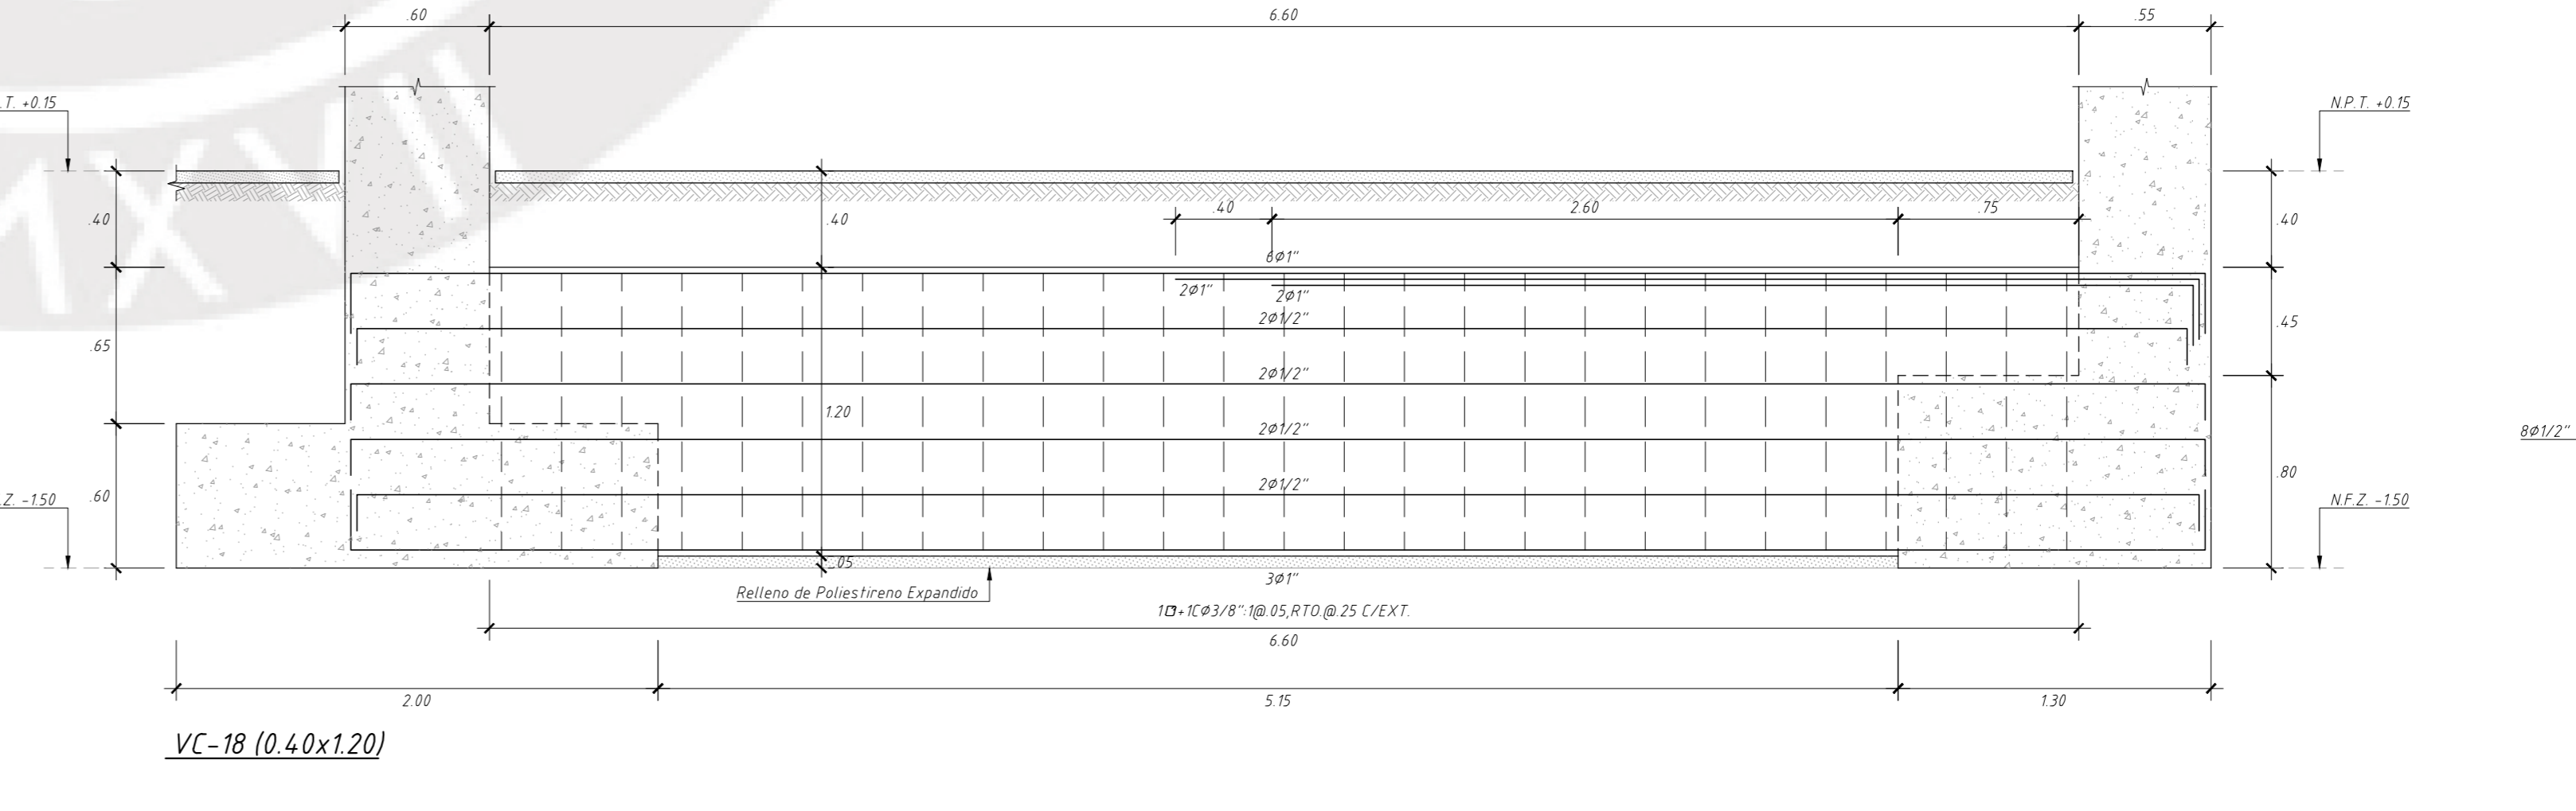 .60
6.60
.55
.T. +0.15
N.P.T. +0.15
MXVII
.40
.40
.40
2.60
.75
.40
6Ø1"
2Ø1"
2Ø1"
2Ø1/2"
.45
.65
2Ø1/2"
1.20
2Ø1/2"
8Ø1/2"
.60
2Ø1/2"
.80
.Z. -1.50
N.F.Z. -1.50
.05
3Ø1"
Relleno de Poliestireno Expandido
1+1CØ3/8":1@.05,RTO.@.25 C/EXT.
6.60
2.00
5.15
1.30
VC-18 (0.40x1.20)